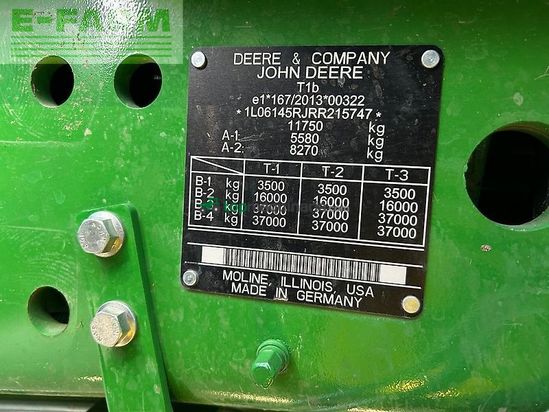 E-FARM
DEERE & COMPANY
JOHN DEERE
T1b
e1*167/2013*00322
*1L06145RJRR215747*
11750 kg
A-1: 5580 kg
A-2: 8270 kg
T-1 T-2 T-3
B-1 kg 3500 3500 3500
B-2 kg 16000 16000 16000
B-3 kg 37000 37000 37000
B-4 kg 37000 37000 37000
MOLINE, ILLINOIS, USA
MADE IN GERMANY